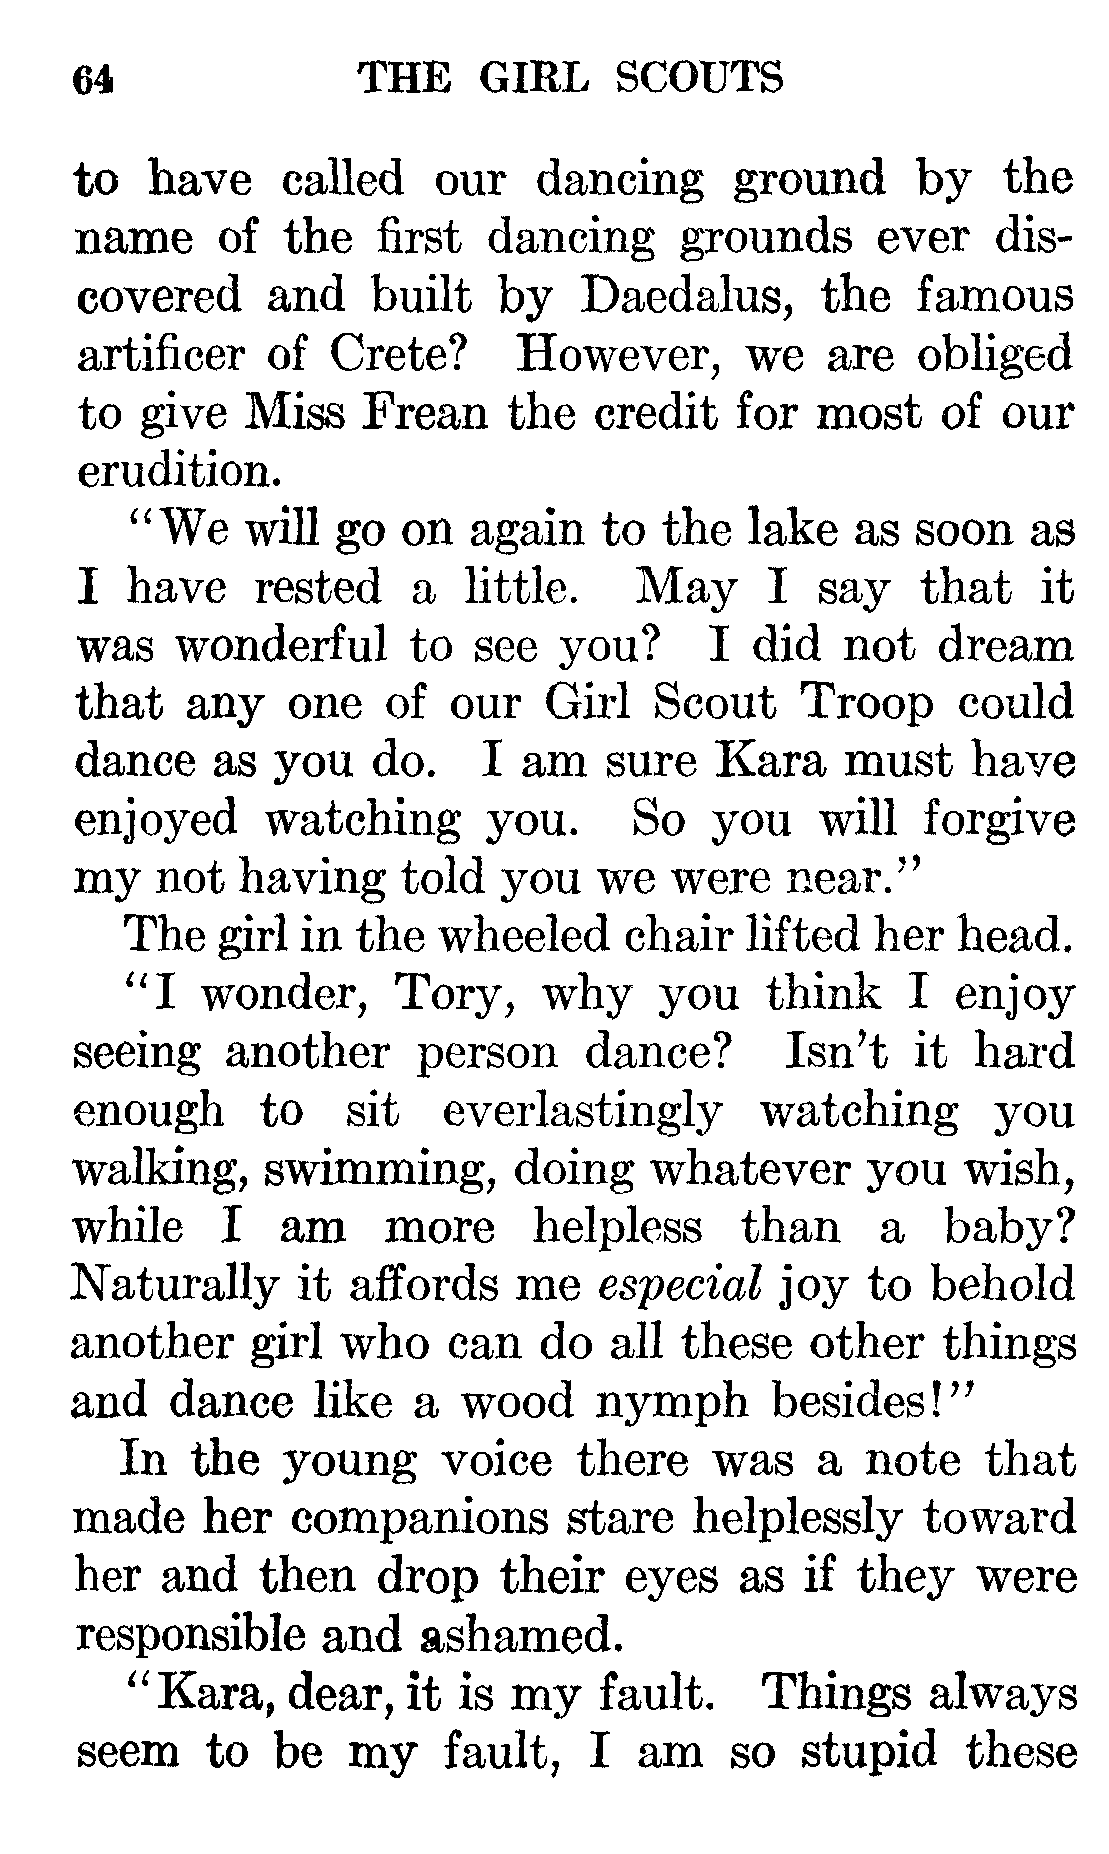 64 THE GIRL SCOUTS
to have called our dancing ground by the
name of the first dancing grounds ever dis-
covered and built by Daedalus, the famous
artificer of Crete? However, we are obliged
to give Miss Frean the credit for most of our
erudition.
"We will go on again to the lake as soon as
I have rested a little. May I say that it
was wonderful to see you? I did not dream
that any one of our Girl Scout Troop could
dance as you do. I am sure Kara must have
enjoyed watching you. So you will forgive
my not having told you we were near."
The girl in the wheeled chair lifted her head.
"I wonder, Tory, why you think I enjoy
seeing another person dance? Isn't it hard
enough to sit everlastingly watching you
walking, swimming, doing whatever you wish,
while I am more helpless than a baby?
Naturally it affords me especial joy to behold
another girl who can do all these other things
and dance like a wood nymph besides!"
In the young voice there was a note that
made her companions stare helplessly toward
her and then drop their eyes as if they were
responsible and ashamed.
"Kara, dear, it is my fault. Things always
seem to be my fault, I am so stupid these